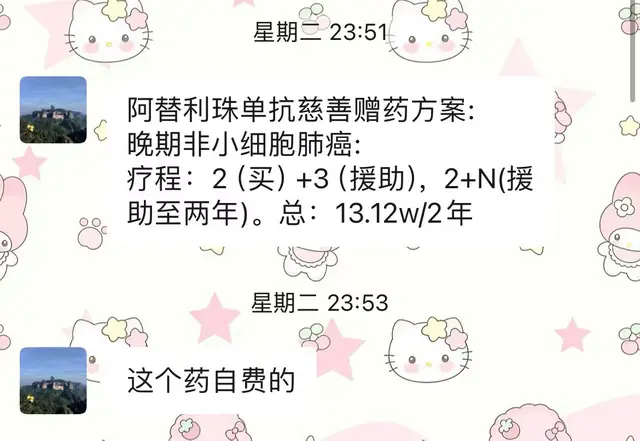 星期二 23:51
阿替利珠单抗慈善赠药方案:
晚期非小细胞肺癌:
疗程：2（买）+3（援助），2+N(援
助至两年)。总：13.12w/2年
星期二 23:53
这个药自费的